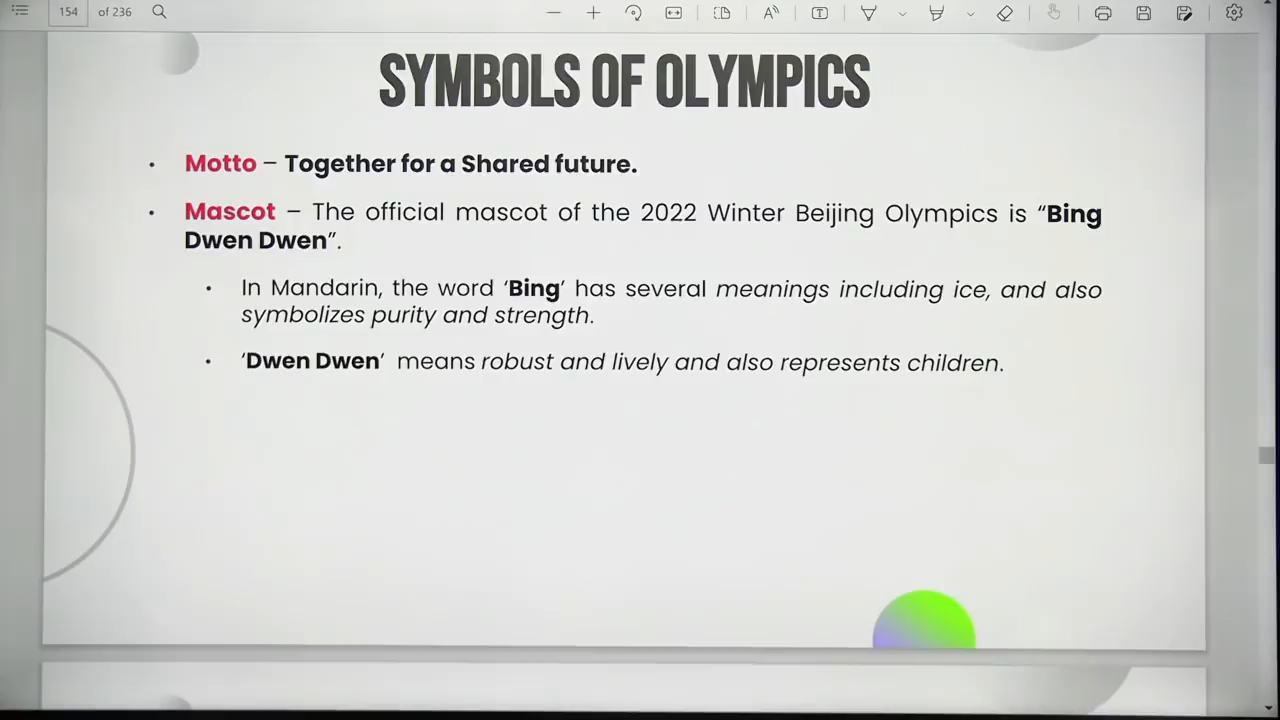 154 of 236
SYMBOLS OF OLYMPICS
• Motto – Together for a Shared future.
• Mascot – The official mascot of the 2022 Winter Beijing Olympics is “Bing
Dwen Dwen”.
• In Mandarin, the word ‘Bing’ has several meanings including ice, and also
symbolizes purity and strength.
• ‘Dwen Dwen’ means robust and lively and also represents children.